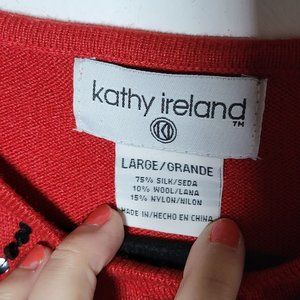 kathy ireland
TM
LARGE/GRANDE
75% SILK/SEDA
10% WOOL/LANA
15% NYLON/NILON
MADE IN/HECHO EN CHINA